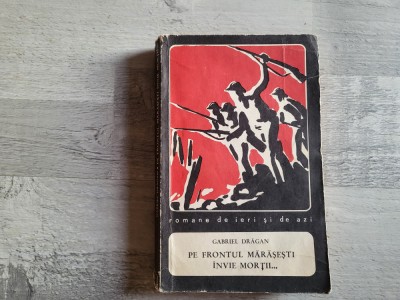 romane de ieri și de azi
GABRIEL DRĂGAN
PE FRONTUL MĂRĂȘEȘTI
ÎNVIE MORȚII...